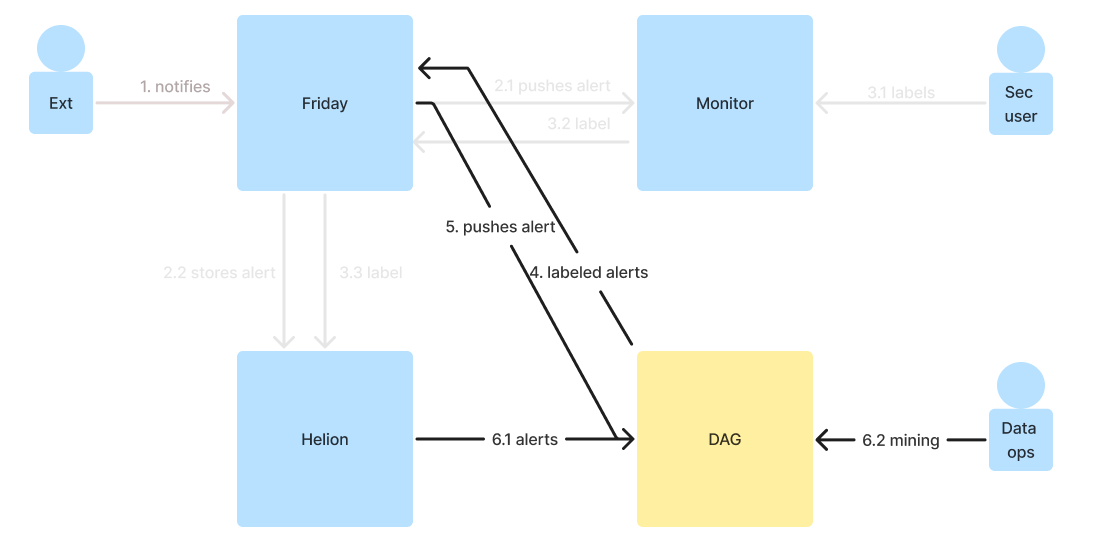 1. notifies
2.1 pushes alert
Ext
Friday
Monitor
3.1 labels
Sec
user
3.2 label
5. pushes alert
2.2 stores alert
3.3 label
4. labeled alerts
Helion
6.1 alerts
DAG
6.2 mining
Data
ops